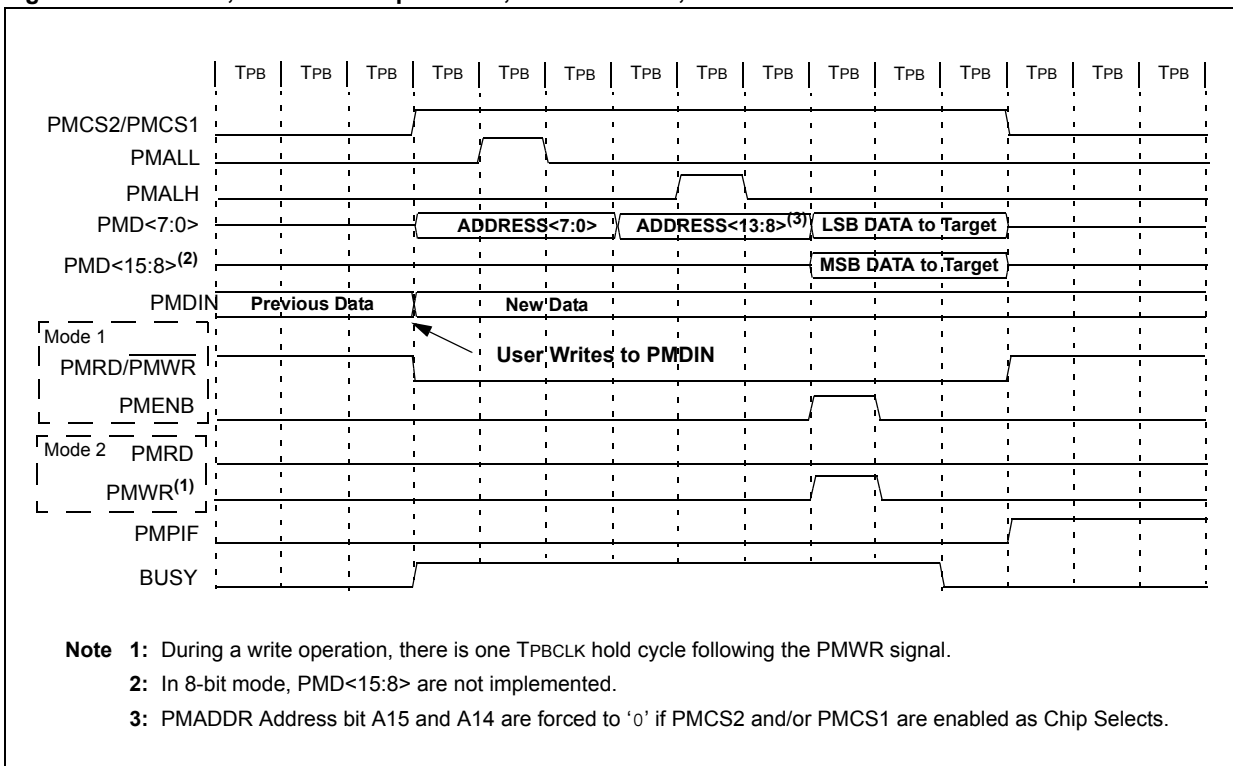 TPB TPB TPB TPB TPB TPB TPB TPB TPB TPB TPB TPB TPB TPB TPB
PMCS2/PMCS1
PMALL
PMALH
PMD<7:0> ADDRESS<7:0> ADDRESS<13:8>(3) LSB DATA to Target
PMD<15:8>(2) MSB DATA to Target
PMDIN Previous Data New Data
Mode 1
User Writes to PMDIN
PMRD/PMWR
PMENB
Mode 2 PMRD
PMWR(1)
PMPIF
BUSY
Note 1: During a write operation, there is one TPBCLK hold cycle following the PMWR signal.
2: In 8-bit mode, PMD<15:8> are not implemented.
3: PMADDR Address bit A15 and A14 are forced to ‘0’ if PMCS2 and/or PMCS1 are enabled as Chip Selects.